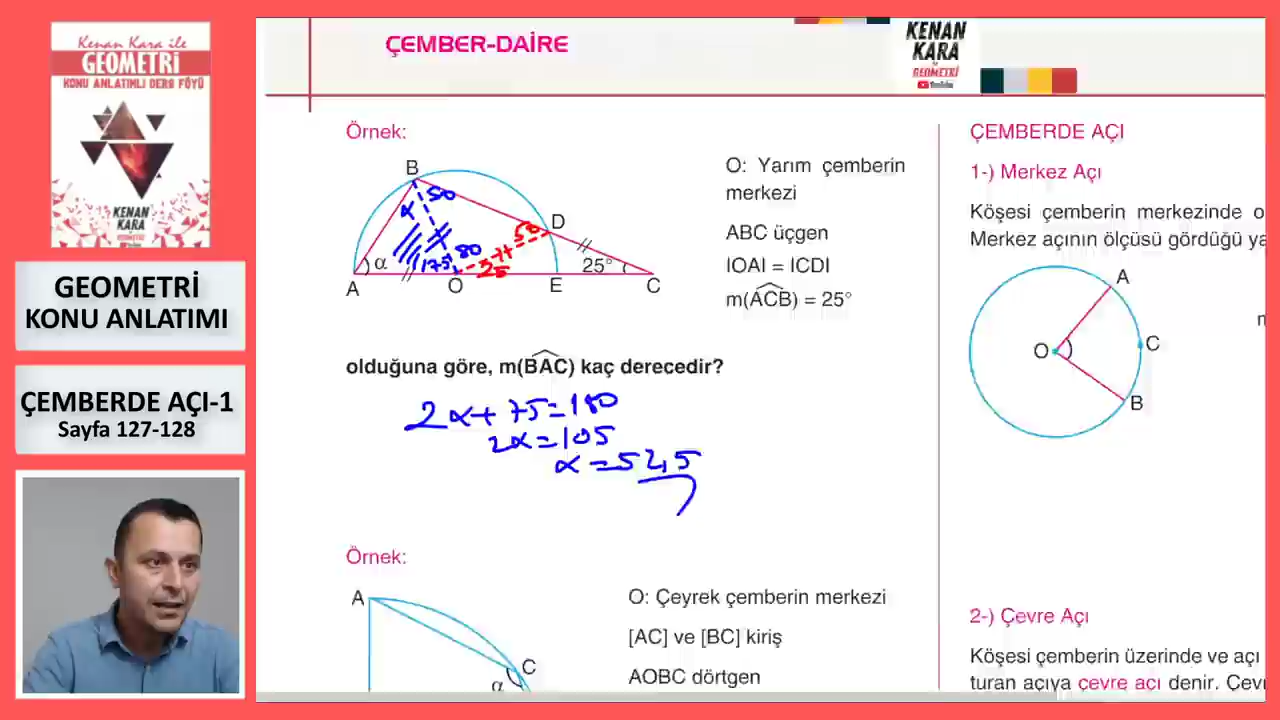 Kenan Kara ile
GEOMETRİ
KONU ANLATIMLI DERS FÖYÜ
KENAN
KARA
GEOMETRİ
KONU ANLATIMI
ÇEMBERDE AÇI-1
Sayfa 127-128
ÇEMBER-DAİRE
KENAN
KARA
GEOMETRİ
YouTube
Örnek:
B
50
α
D
50
80
α
175
25
25°
A
O
E
C
O: Yarım çemberin
merkezi
ABC üçgen
IOAI = ICDI
m(ACB) = 25°
olduğuna göre, m(BAC) kaç derecedir?
2α+75=180
2α=105
α=52,5
Örnek:
A
C
α
O: Çeyrek çemberin merkezi
[AC] ve [BC] kiriş
AOBC dörtgen
ÇEMBERDE AÇI
1-) Merkez Açı
Köşesi çemberin merkezinde o
Merkez açının ölçüsü gördüğü ya
A
O
C
B
2-) Çevre Açı
Köşesi çemberin üzerinde ve açı
turan açıya çevre açı denir. Çev